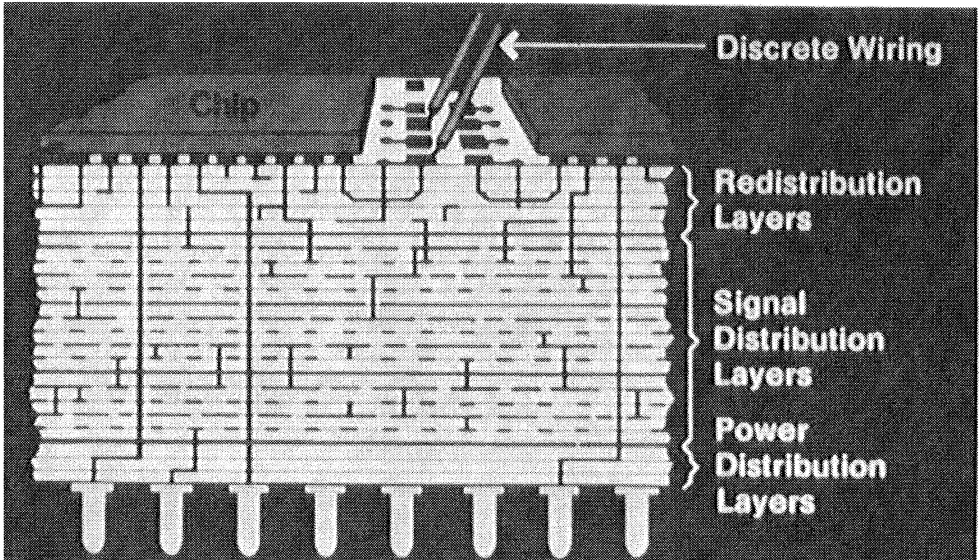 Discrete Wiring
Chip
Redistribution
Layers
Signal
Distribution
Layers
Power
Distribution
Layers